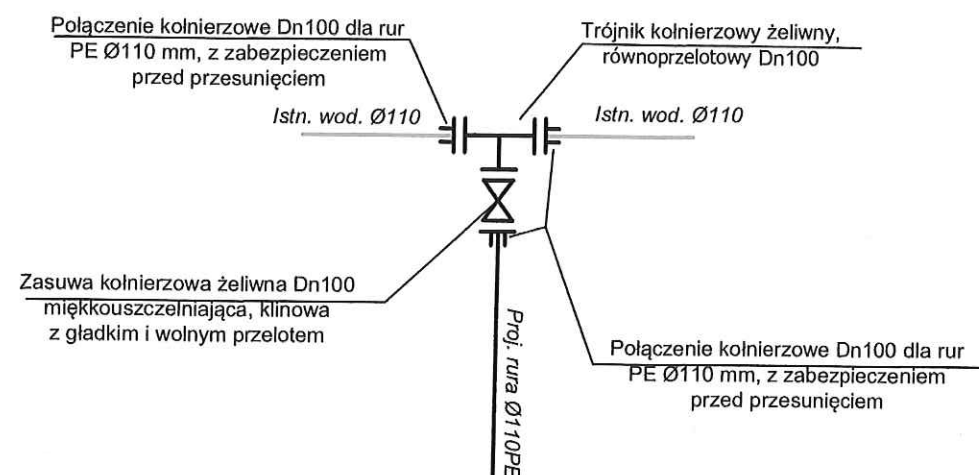 Połączenie kołnierzowe Dn100 dla rur
PE Ø110 mm, z zabezpieczeniem
przed przesunięciem
Trójnik kołnierzowy żeliwny,
równoprzelotowy Dn100
Istn. wod. Ø110
Istn. wod. Ø110
Zasuwa kołnierzowa żeliwna Dn100
miękkouszczelniająca, klinowa
z gładkim i wolnym przelotem
Proj. rura Ø110PE
Połączenie kołnierzowe Dn100 dla rur
PE Ø110 mm, z zabezpieczeniem
przed przesunięciem